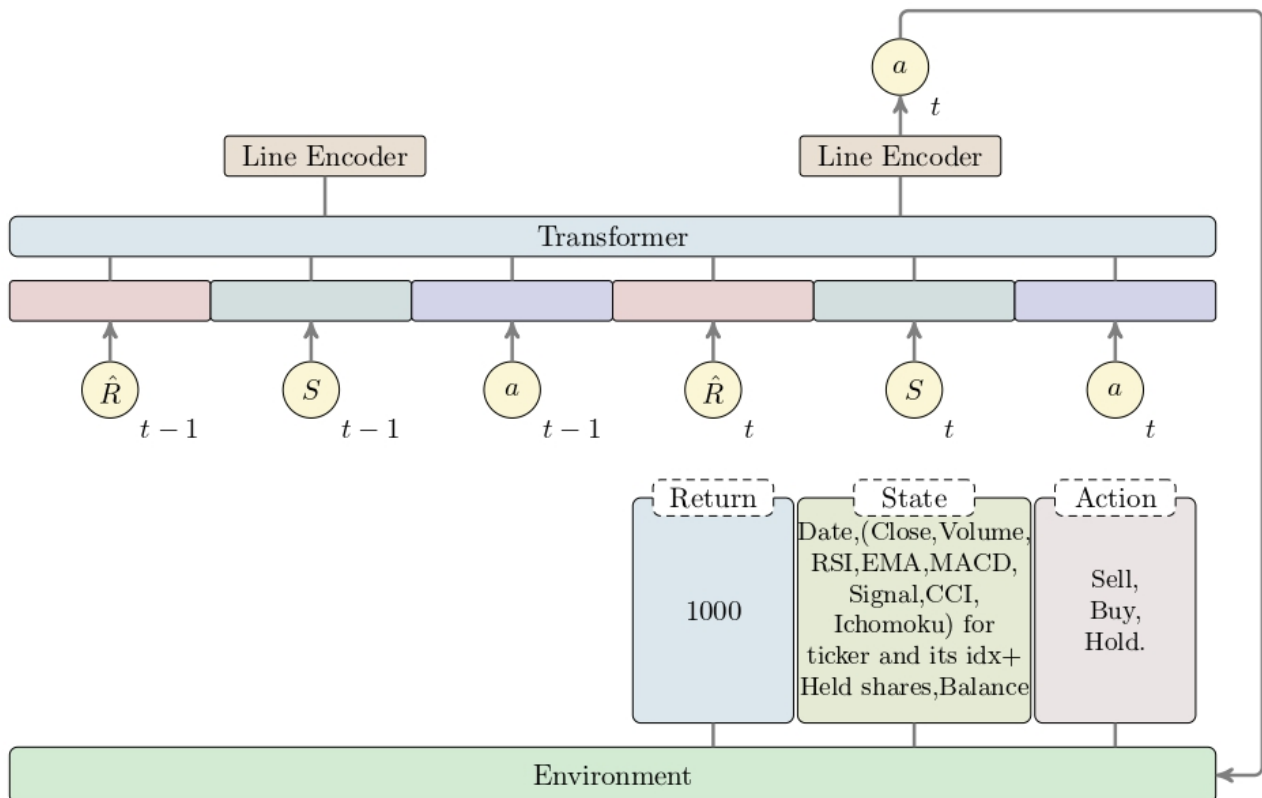 a
t
Line Encoder
Line Encoder
Transformer
R̂
S
a
R̂
S
a
t − 1
t − 1
t − 1
t
t
t
Return
State
Action
1000
Date,(Close,Volume,
RSI,EMA,MACD,
Signal,CCI,
Ichomoku) for
ticker and its idx+
Held shares,Balance
Sell,
Buy,
Hold.
Environment